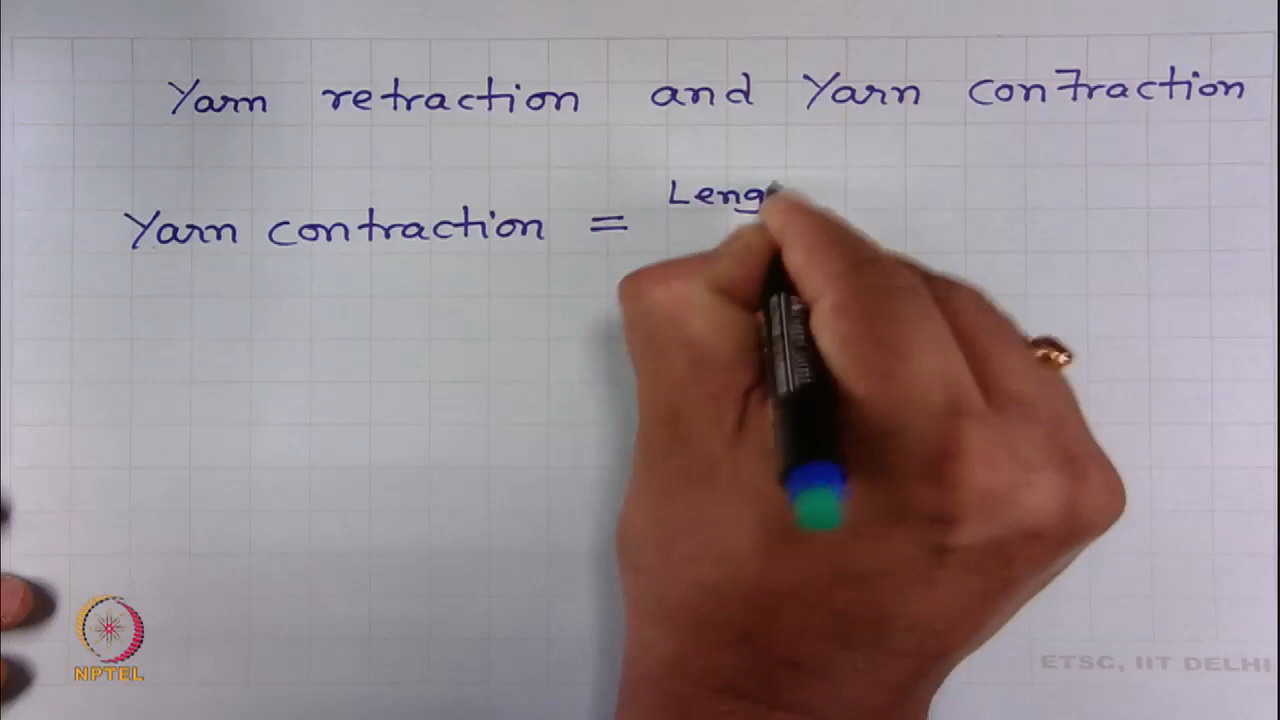 Yarn retraction and Yarn contraction
Yarn contraction = Leng
NPTEL
ETSC, IIT DELHI